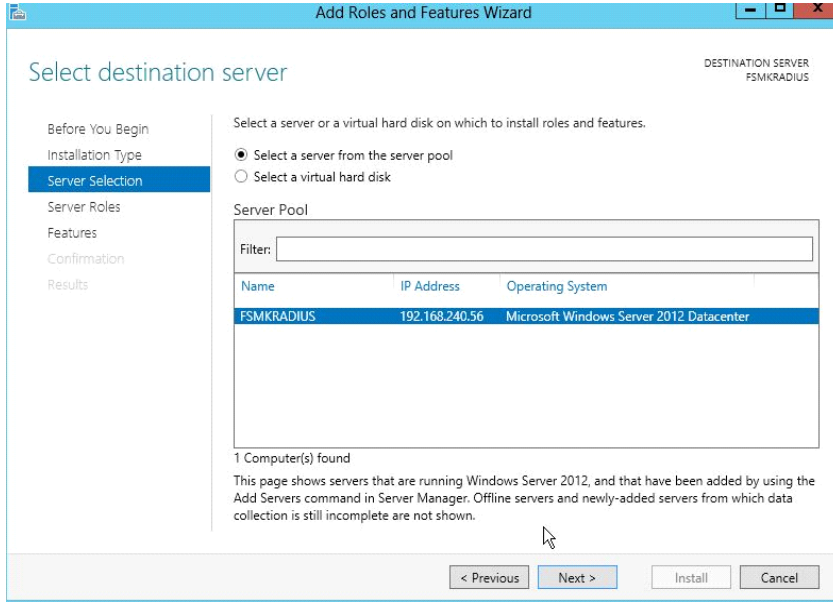 Add Roles and Features Wizard
Select destination server
DESTINATION SERVER
FSMKRADIUS
Before You Begin
Installation Type
Server Selection
Server Roles
Features
Confirmation
Results
Select a server or a virtual hard disk on which to install roles and features.
Select a server from the server pool
Select a virtual hard disk
Server Pool
Filter:
Name IP Address Operating System
FSMKRADIUS 192.168.240.56 Microsoft Windows Server 2012 Datacenter
1 Computer(s) found
This page shows servers that are running Windows Server 2012, and that have been added by using the
Add Servers command in Server Manager. Offline servers and newly-added servers from which data
collection is still incomplete are not shown.
< Previous Next > Install Cancel